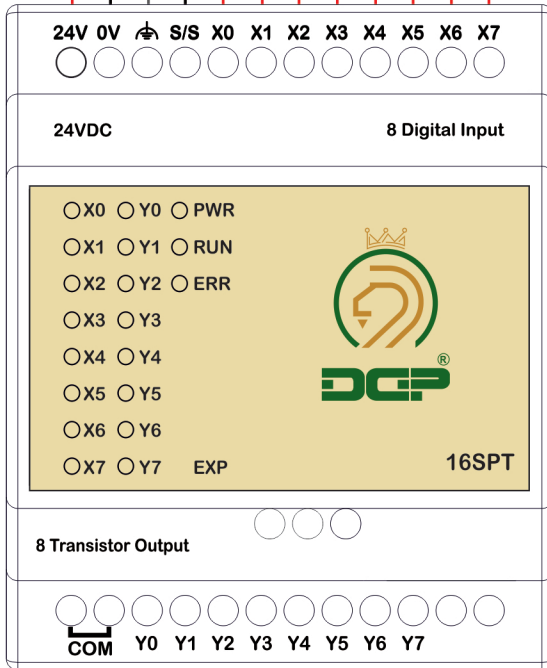 24V 0V S/S X0 X1 X2 X3 X4 X5 X6 X7
24VDC 8 Digital Input
X0 Y0 PWR
X1 Y1 RUN
X2 Y2 ERR
X3 Y3
X4 Y4
X5 Y5
X6 Y6
X7 Y7 EXP
DCP ®
16SPT
8 Transistor Output
COM Y0 Y1 Y2 Y3 Y4 Y5 Y6 Y7